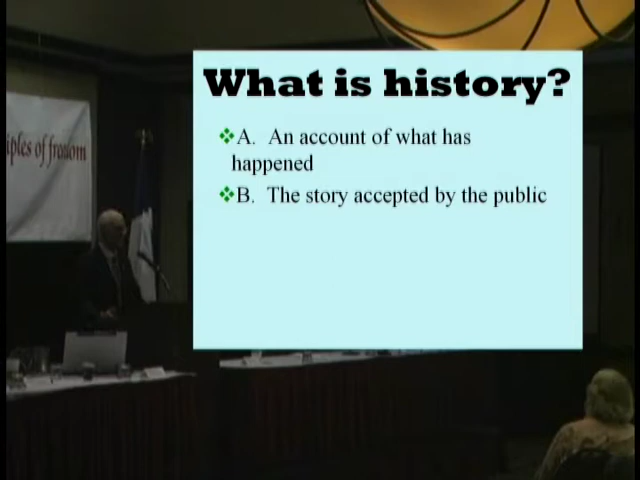 What is history?
A. An account of what has
happened
B. The story accepted by the public
iples of freedom